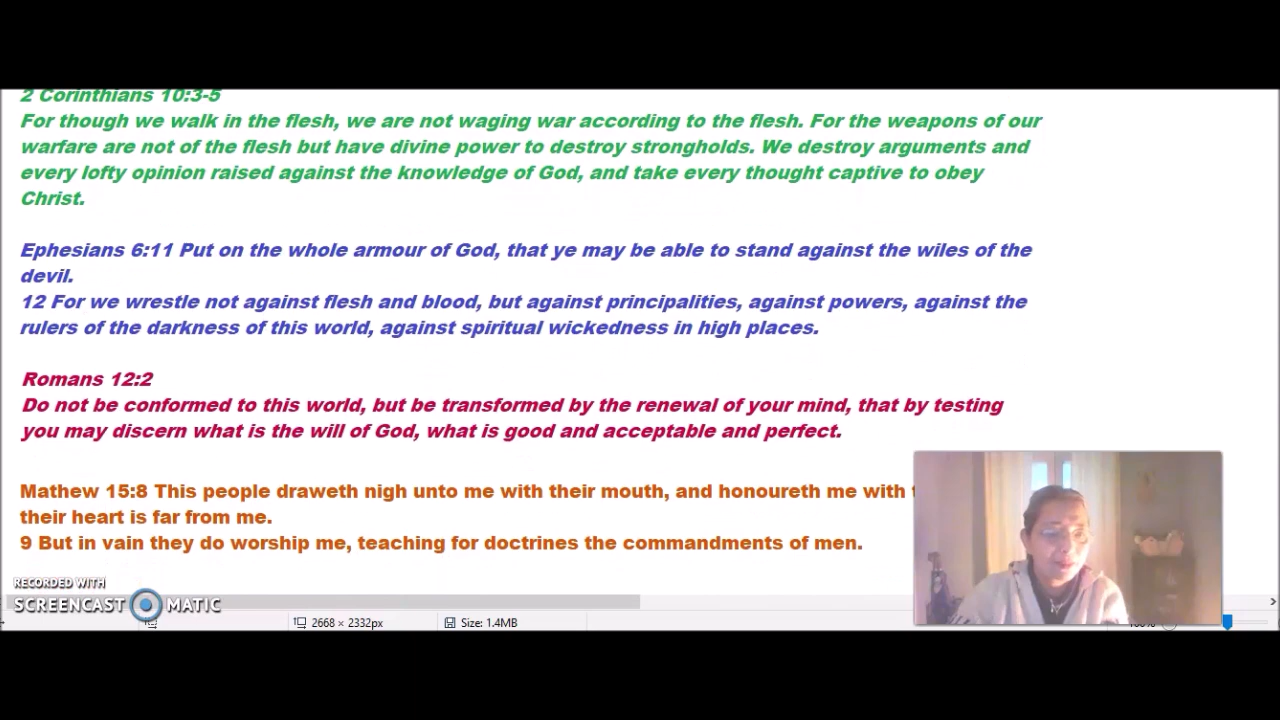 2 Corinthians 10:3-5
For though we walk in the flesh, we are not waging war according to the flesh. For the weapons of our
warfare are not of the flesh but have divine power to destroy strongholds. We destroy arguments and
every lofty opinion raised against the knowledge of God, and take every thought captive to obey
Christ.
Ephesians 6:11 Put on the whole armour of God, that ye may be able to stand against the wiles of the
devil.
12 For we wrestle not against flesh and blood, but against principalities, against powers, against the
rulers of the darkness of this world, against spiritual wickedness in high places.
Romans 12:2
Do not be conformed to this world, but be transformed by the renewal of your mind, that by testing
you may discern what is the will of God, what is good and acceptable and perfect.
Mathew 15:8 This people draweth nigh unto me with their mouth, and honoureth me with
their heart is far from me.
9 But in vain they do worship me, teaching for doctrines the commandments of men.
RECORDED WITH
SCREENCAST MATIC
2668 × 2332px Size: 1.4MB